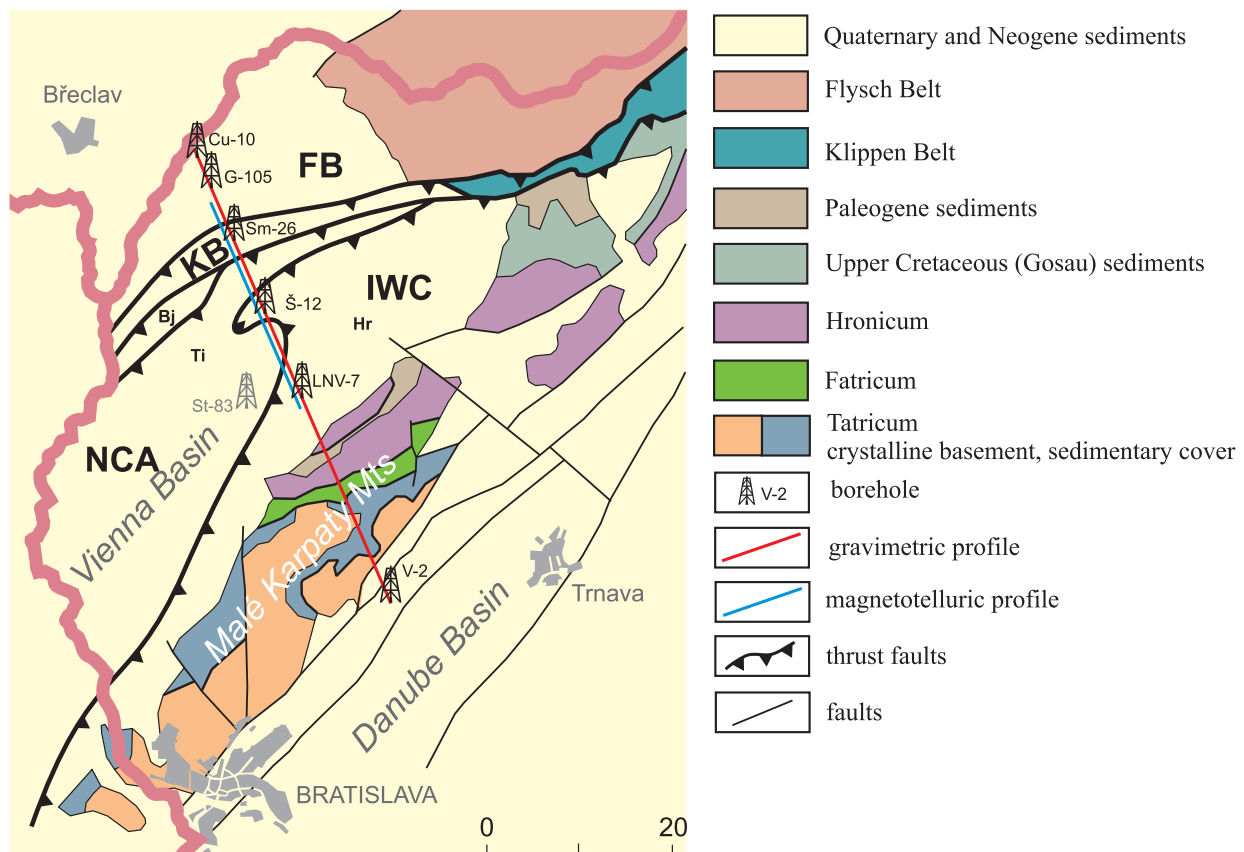 Břeclav
Cu-10
G-105
FB
Sm-26
KB
IWC
Š-12
Bj
Hr
Ti
LNV-7
St-83
NCA
Vienna Basin
Malé Karpaty Mts
V-2
Trnava
Danube Basin
BRATISLAVA
0 20
Quaternary and Neogene sediments
Flysch Belt
Klippen Belt
Paleogene sediments
Upper Cretaceous (Gosau) sediments
Hronicum
Fatricum
Tatricum
crystalline basement, sedimentary cover
V-2 borehole
gravimetric profile
magnetotelluric profile
thrust faults
faults